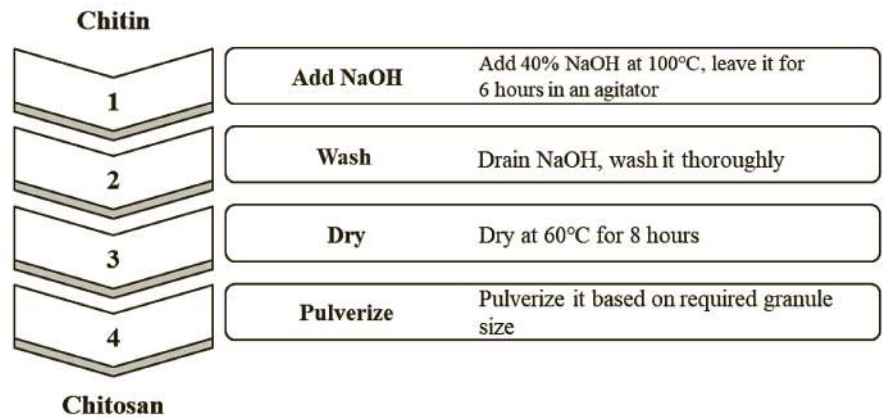 Chitin
1
Add NaOH
Add 40% NaOH at 100°C, leave it for
6 hours in an agitator
2
Wash
Drain NaOH, wash it thoroughly
3
Dry
Dry at 60°C for 8 hours
4
Pulverize
Pulverize it based on required granule
size
Chitosan